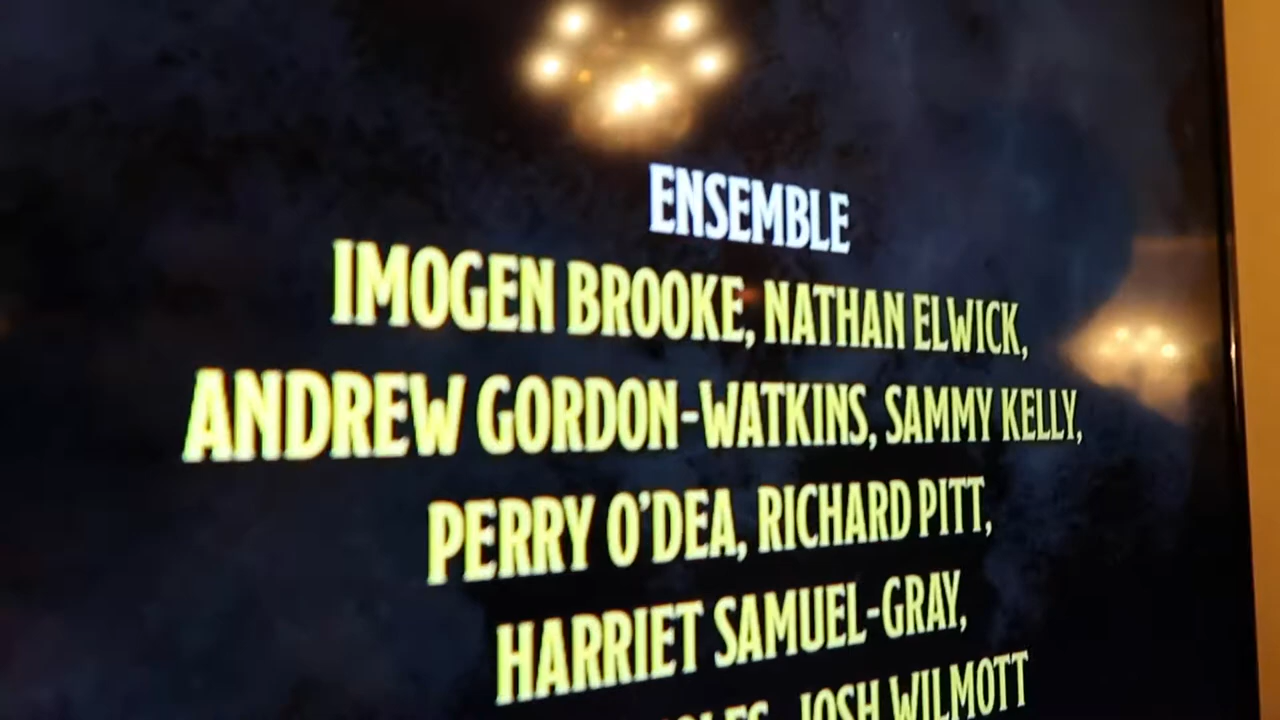 ENSEMBLE
IMOGEN BROOKE, NATHAN ELWICK,
ANDREW GORDON-WATKINS, SAMMY KELLY,
PERRY O'DEA, RICHARD PITT,
HARRIET SAMUEL-GRAY,
JOSH WILMOTT